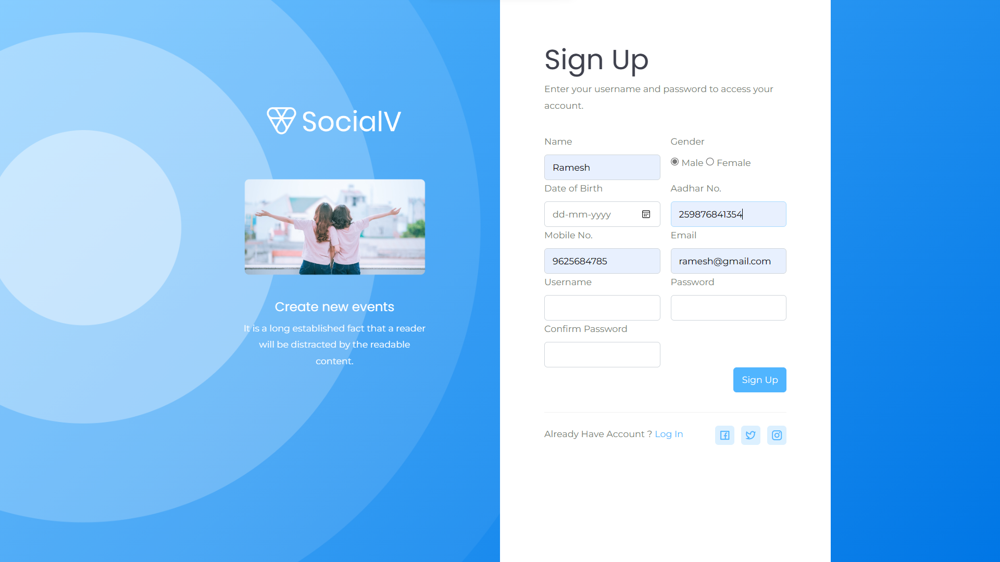 SocialV
Create new events
It is a long established fact that a reader
will be distracted by the readable
content.
Sign Up
Enter your username and password to access your
account.
Name
Gender
Ramesh
Male Female
Date of Birth
Aadhar No.
dd-mm-yyyy
259876841354
Mobile No.
Email
9625684785
ramesh@gmail.com
Username
Password
Confirm Password
Sign Up
Already Have Account ? Log In